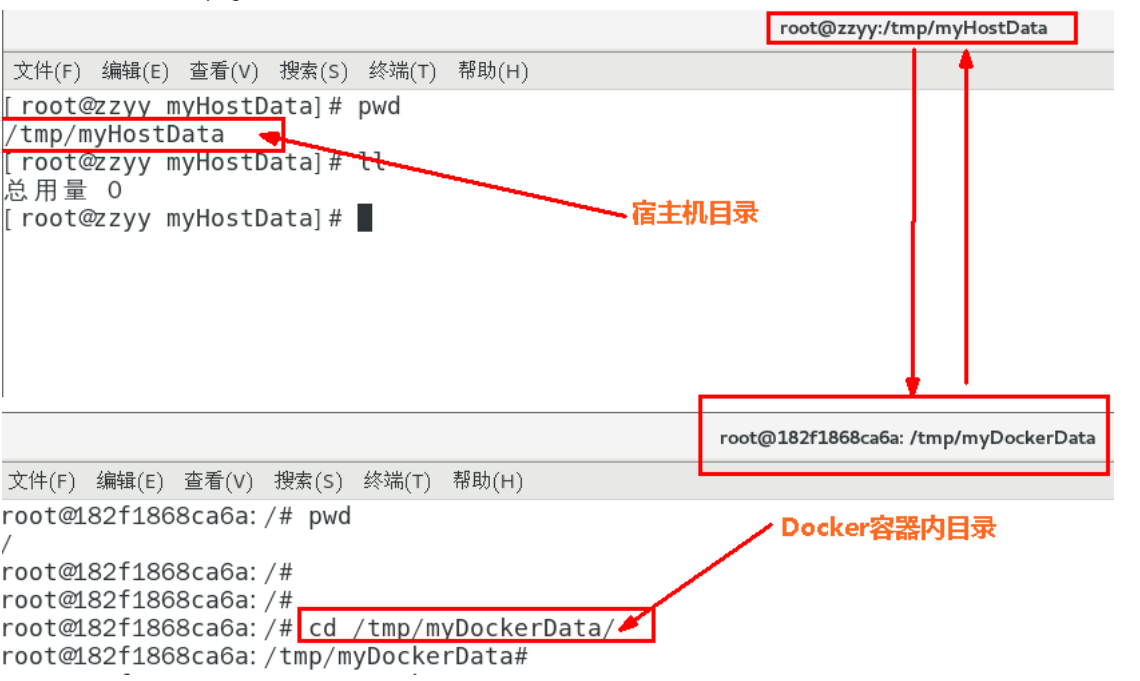 root@zzyy:/tmp/myHostData
文件(F) 编辑(E) 查看(V) 搜索(S) 终端(T) 帮助(H)
[root@zzyy myHostData]# pwd
/tmp/myHostData
[root@zzyy myHostData]# ll
总用量 0
[root@zzyy myHostData]#
宿主机目录
root@182f1868ca6a: /tmp/myDockerData
文件(F) 编辑(E) 查看(V) 搜索(S) 终端(T) 帮助(H)
root@182f1868ca6a:/# pwd
/
Docker容器内目录
root@182f1868ca6a:/#
root@182f1868ca6a:/#
root@182f1868ca6a:/# cd /tmp/myDockerData/
root@182f1868ca6a:/tmp/myDockerData#